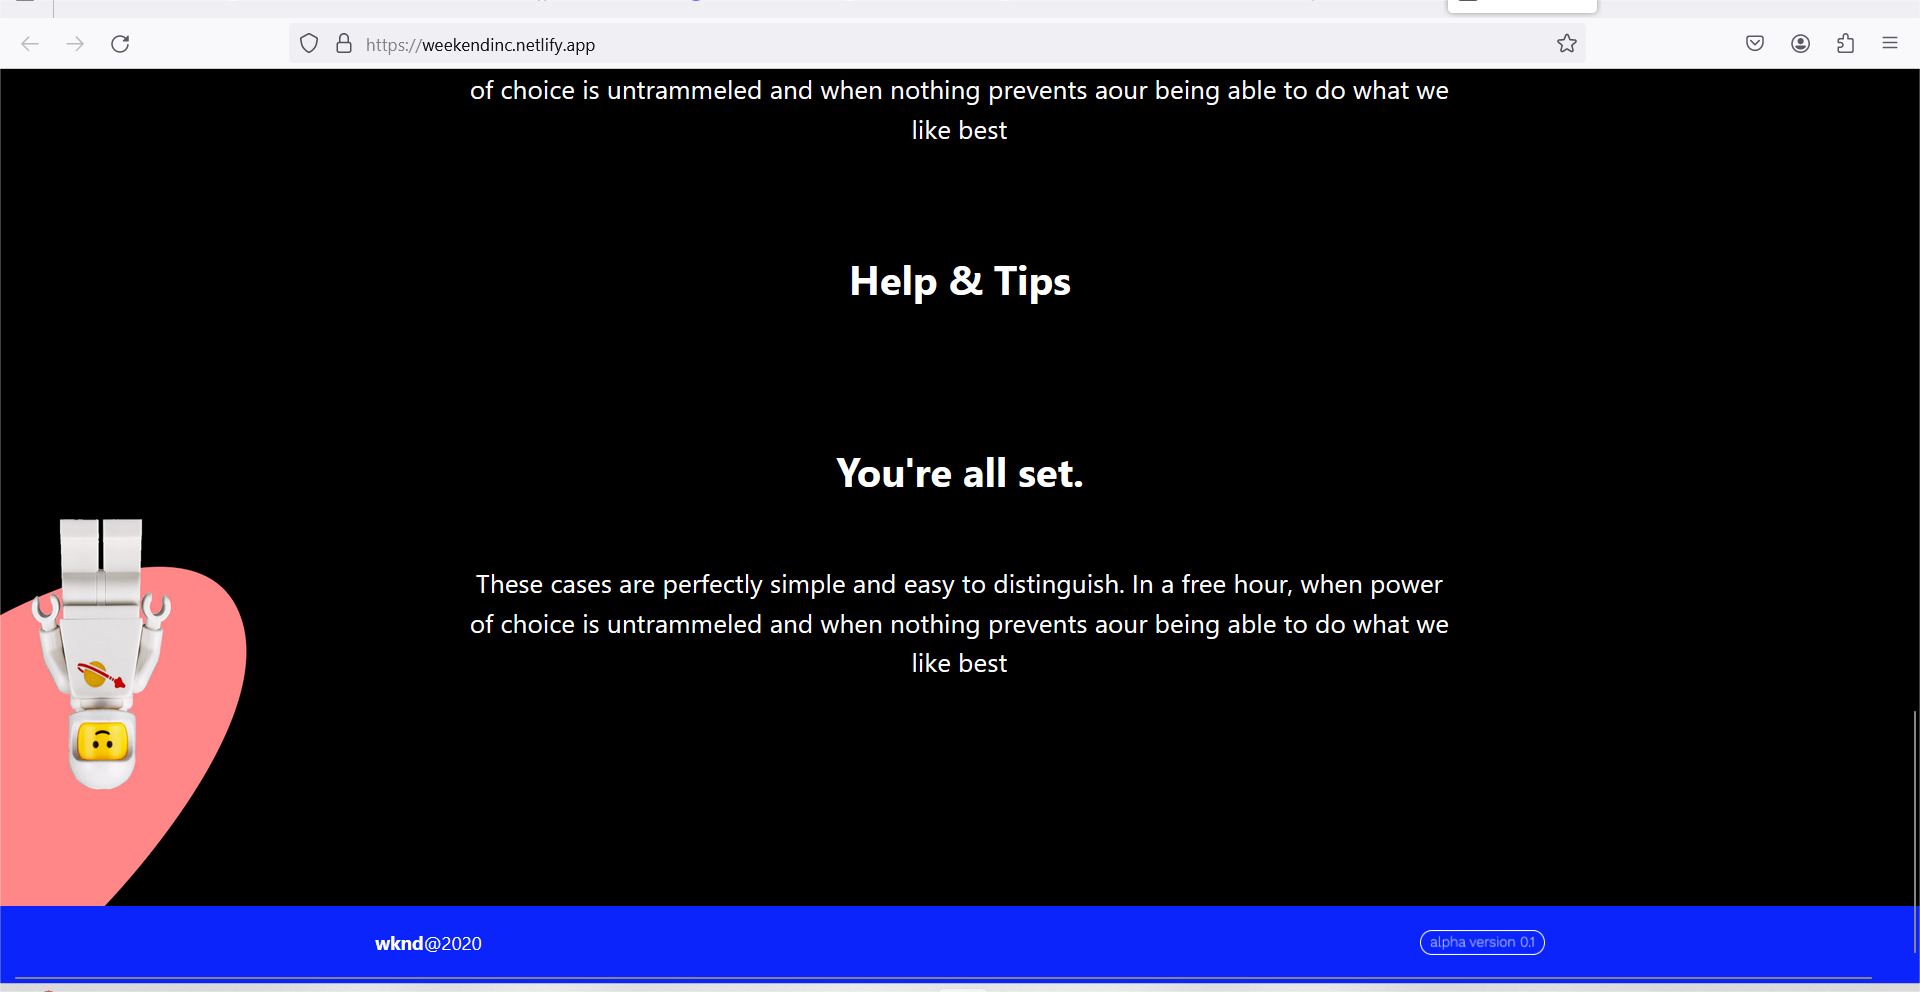 https://weekendinc.netlify.app
of choice is untrammeled and when nothing prevents aour being able to do what we
like best
Help & Tips
You're all set.
These cases are perfectly simple and easy to distinguish. In a free hour, when power
of choice is untrammeled and when nothing prevents aour being able to do what we
like best
wknd@2020
alpha version 0.1